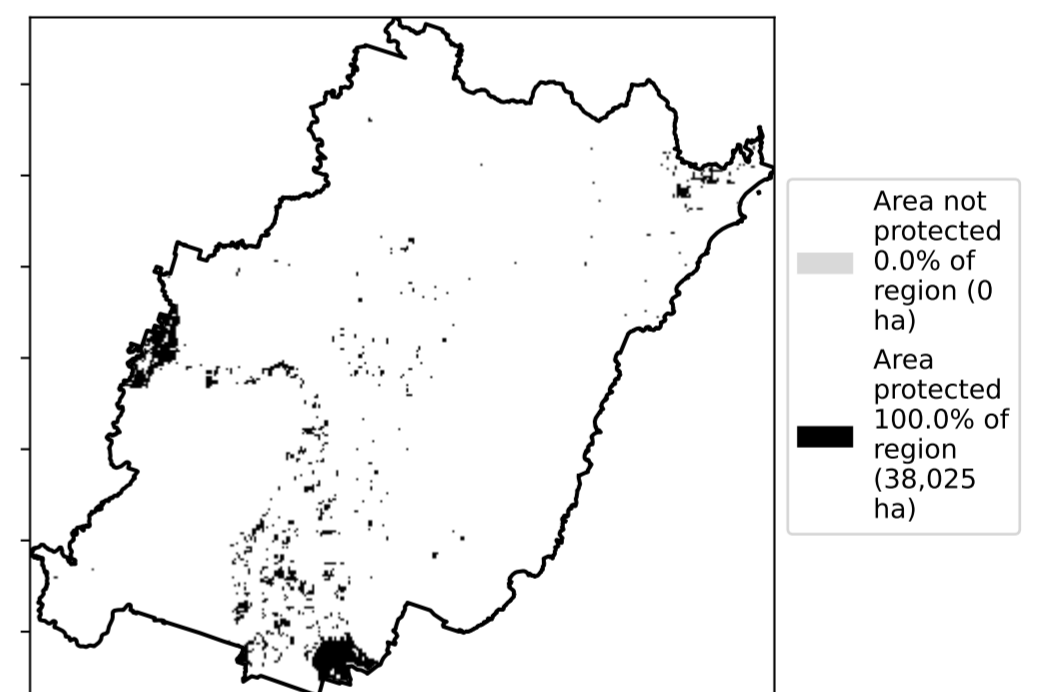 Area not
protected
0.0% of
region (0
ha)
Area
protected
100.0% of
region
(38,025
ha)